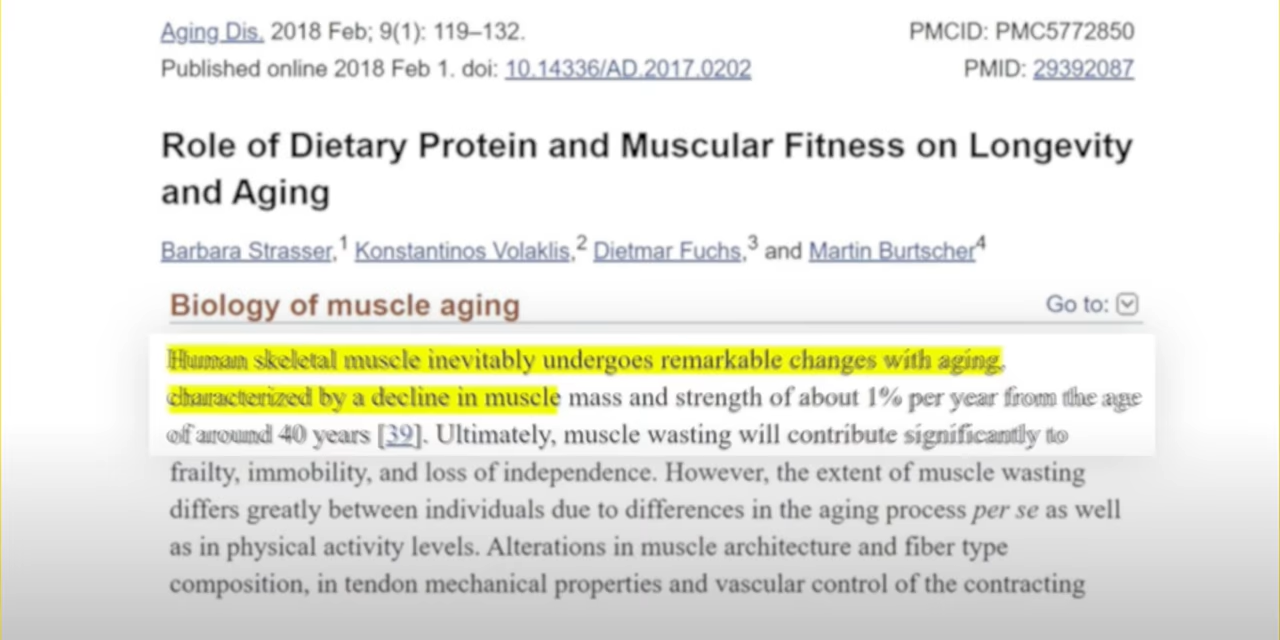 Aging Dis. 2018 Feb; 9(1): 119–132.
PMCID: PMC5772850
Published online 2018 Feb 1. doi: 10.14336/AD.2017.0202
PMID: 29392087
Role of Dietary Protein and Muscular Fitness on Longevity
and Aging
Barbara Strasser,1 Konstantinos Volaklis,2 Dietmar Fuchs,3 and Martin Burtscher4
Biology of muscle aging
Go to:
Human skeletal muscle inevitably undergoes remarkable changes with aging,
characterized by a decline in muscle mass and strength of about 1% per year from the age
of around 40 years [39]. Ultimately, muscle wasting will contribute significantly to
frailty, immobility, and loss of independence. However, the extent of muscle wasting
differs greatly between individuals due to differences in the aging process per se as well
as in physical activity levels. Alterations in muscle architecture and fiber type
composition, in tendon mechanical properties and vascular control of the contracting